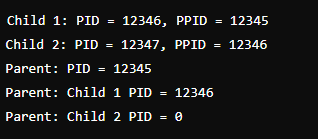 Child 1: PID = 12346, PPID = 12345
Child 2: PID = 12347, PPID = 12346
Parent: PID = 12345
Parent: Child 1 PID = 12346
Parent: Child 2 PID = 0